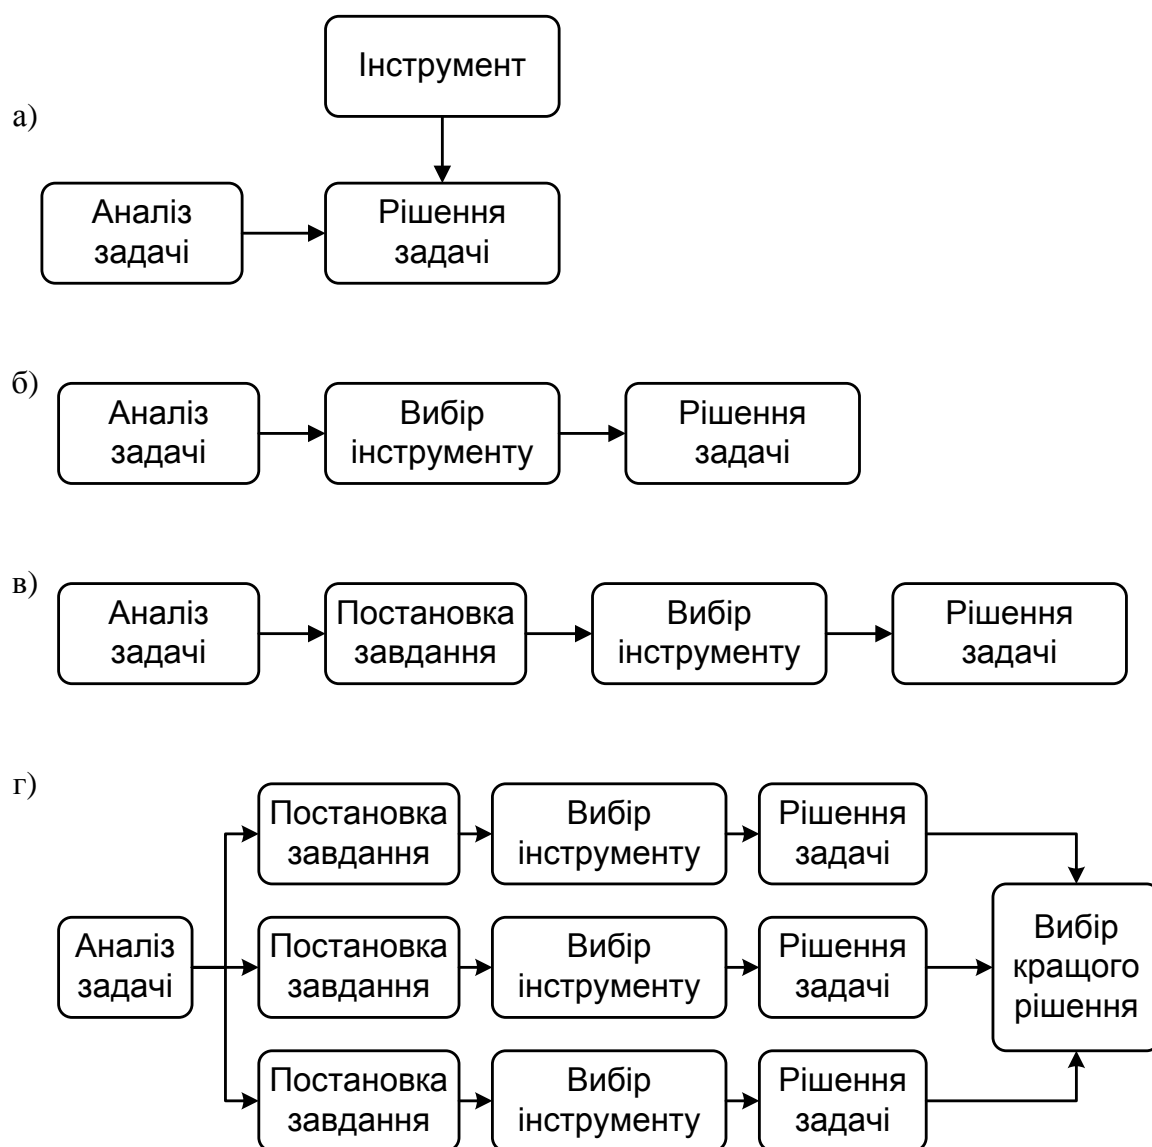 Інструмент
а)
Аналіз
задачі
Рішення
задачі
б)
Аналіз
задачі
Вибір
інструменту
Рішення
задачі
в)
Аналіз
задачі
Постановка
завдання
Вибір
інструменту
Рішення
задачі
г)
Постановка
завдання
Вибір
інструменту
Рішення
задачі
Аналіз
задачі
Постановка
завдання
Вибір
інструменту
Рішення
задачі
Вибір
кращого
рішення
Постановка
завдання
Вибір
інструменту
Рішення
задачі